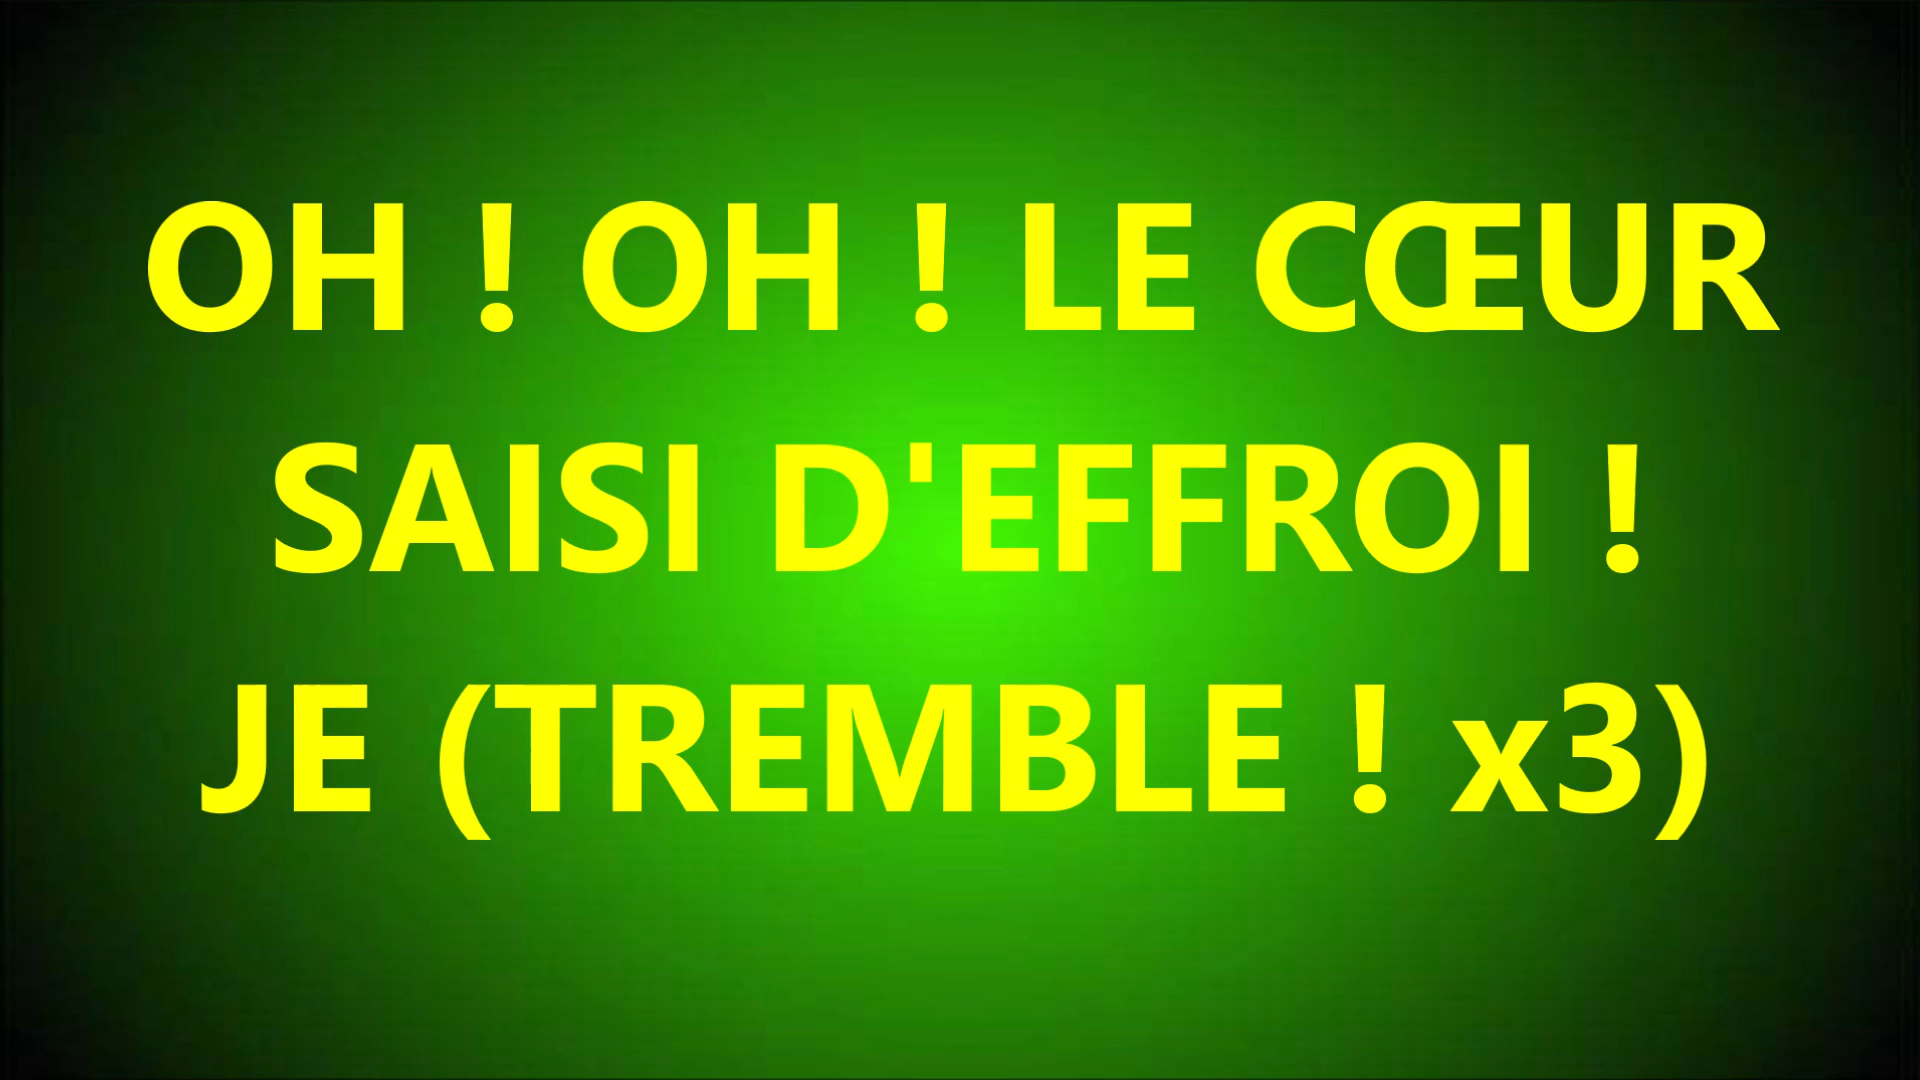 OH ! OH ! LE CŒUR
SAISI D'EFFROI !
JE (TREMBLE ! x3)